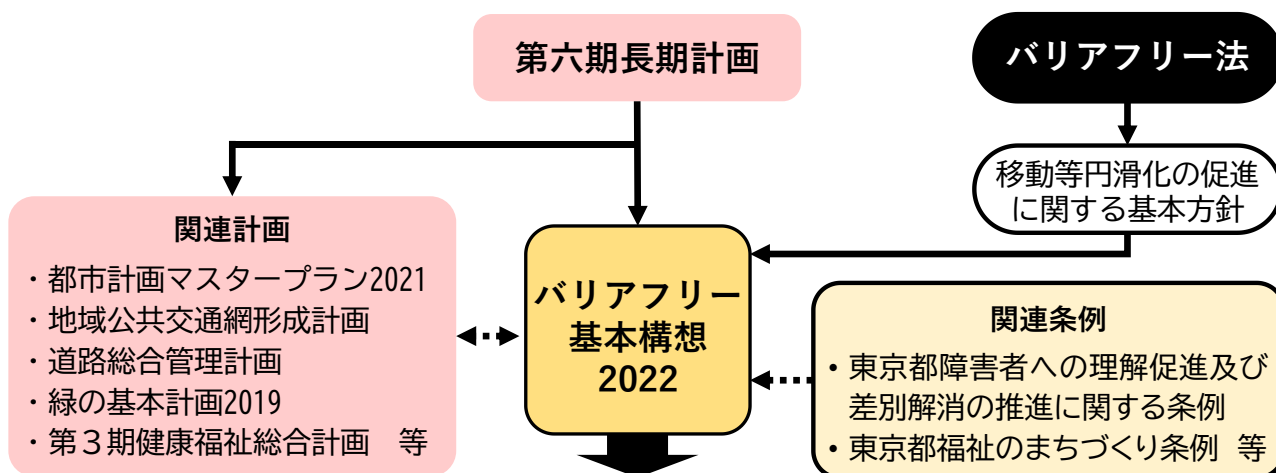 第六期長期計画
バリアフリー法
移動等円滑化の促進
に関する基本方針
関連計画
・都市計画マスタープラン2021
・地域公共交通網形成計画
・道路総合管理計画
・緑の基本計画2019
・第３期健康福祉総合計画　等
バリアフリー
基本構想
2022
関連条例
・東京都障害者への理解促進及び
差別解消の推進に関する条例
・東京都福祉のまちづくり条例 等